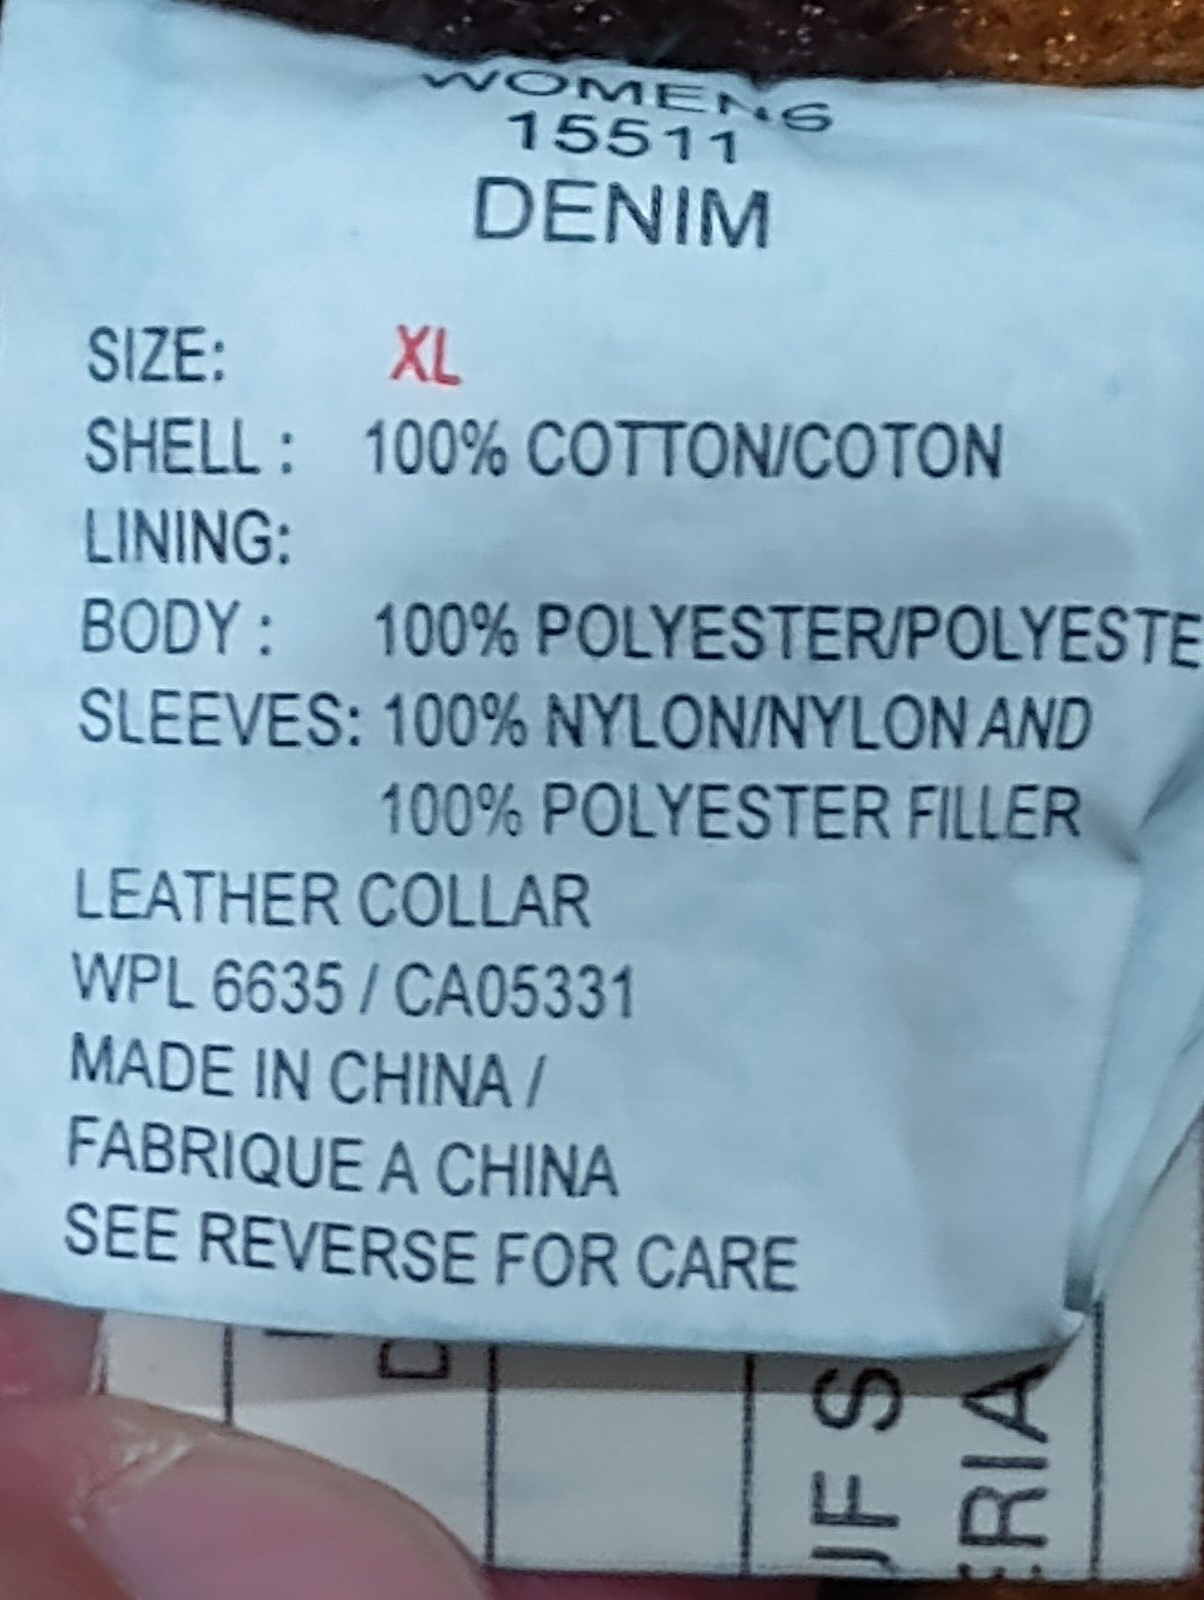 WOMENS
15511
DENIM
SIZE: XL
SHELL : 100% COTTON/COTON
LINING:
BODY : 100% POLYESTER/POLYESTE
SLEEVES: 100% NYLON/NYLON AND
100% POLYESTER FILLER
LEATHER COLLAR
WPL 6635 / CA05331
MADE IN CHINA /
FABRIQUE A CHINA
SEE REVERSE FOR CARE